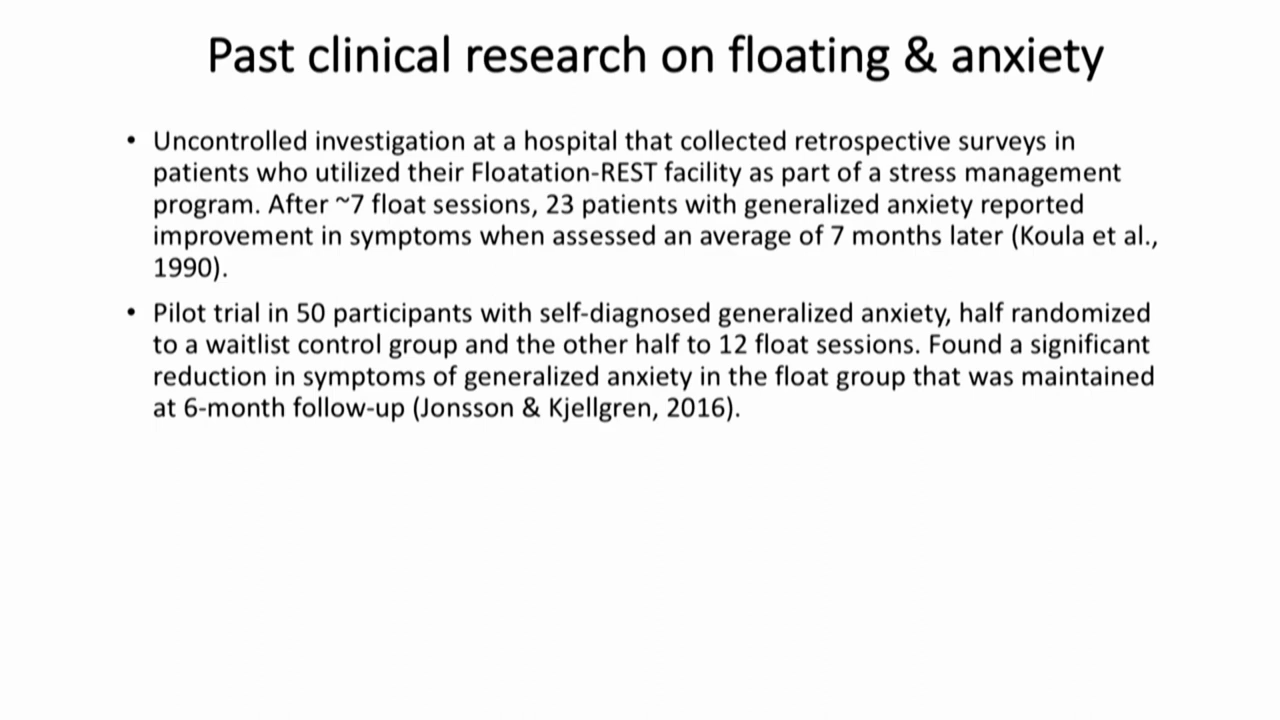 Past clinical research on floating & anxiety
• Uncontrolled investigation at a hospital that collected retrospective surveys in
patients who utilized their Floatation-REST facility as part of a stress management
program. After ~7 float sessions, 23 patients with generalized anxiety reported
improvement in symptoms when assessed an average of 7 months later (Koula et al.,
1990).
• Pilot trial in 50 participants with self-diagnosed generalized anxiety, half randomized
to a waitlist control group and the other half to 12 float sessions. Found a significant
reduction in symptoms of generalized anxiety in the float group that was maintained
at 6-month follow-up (Jonsson & Kjellgren, 2016).